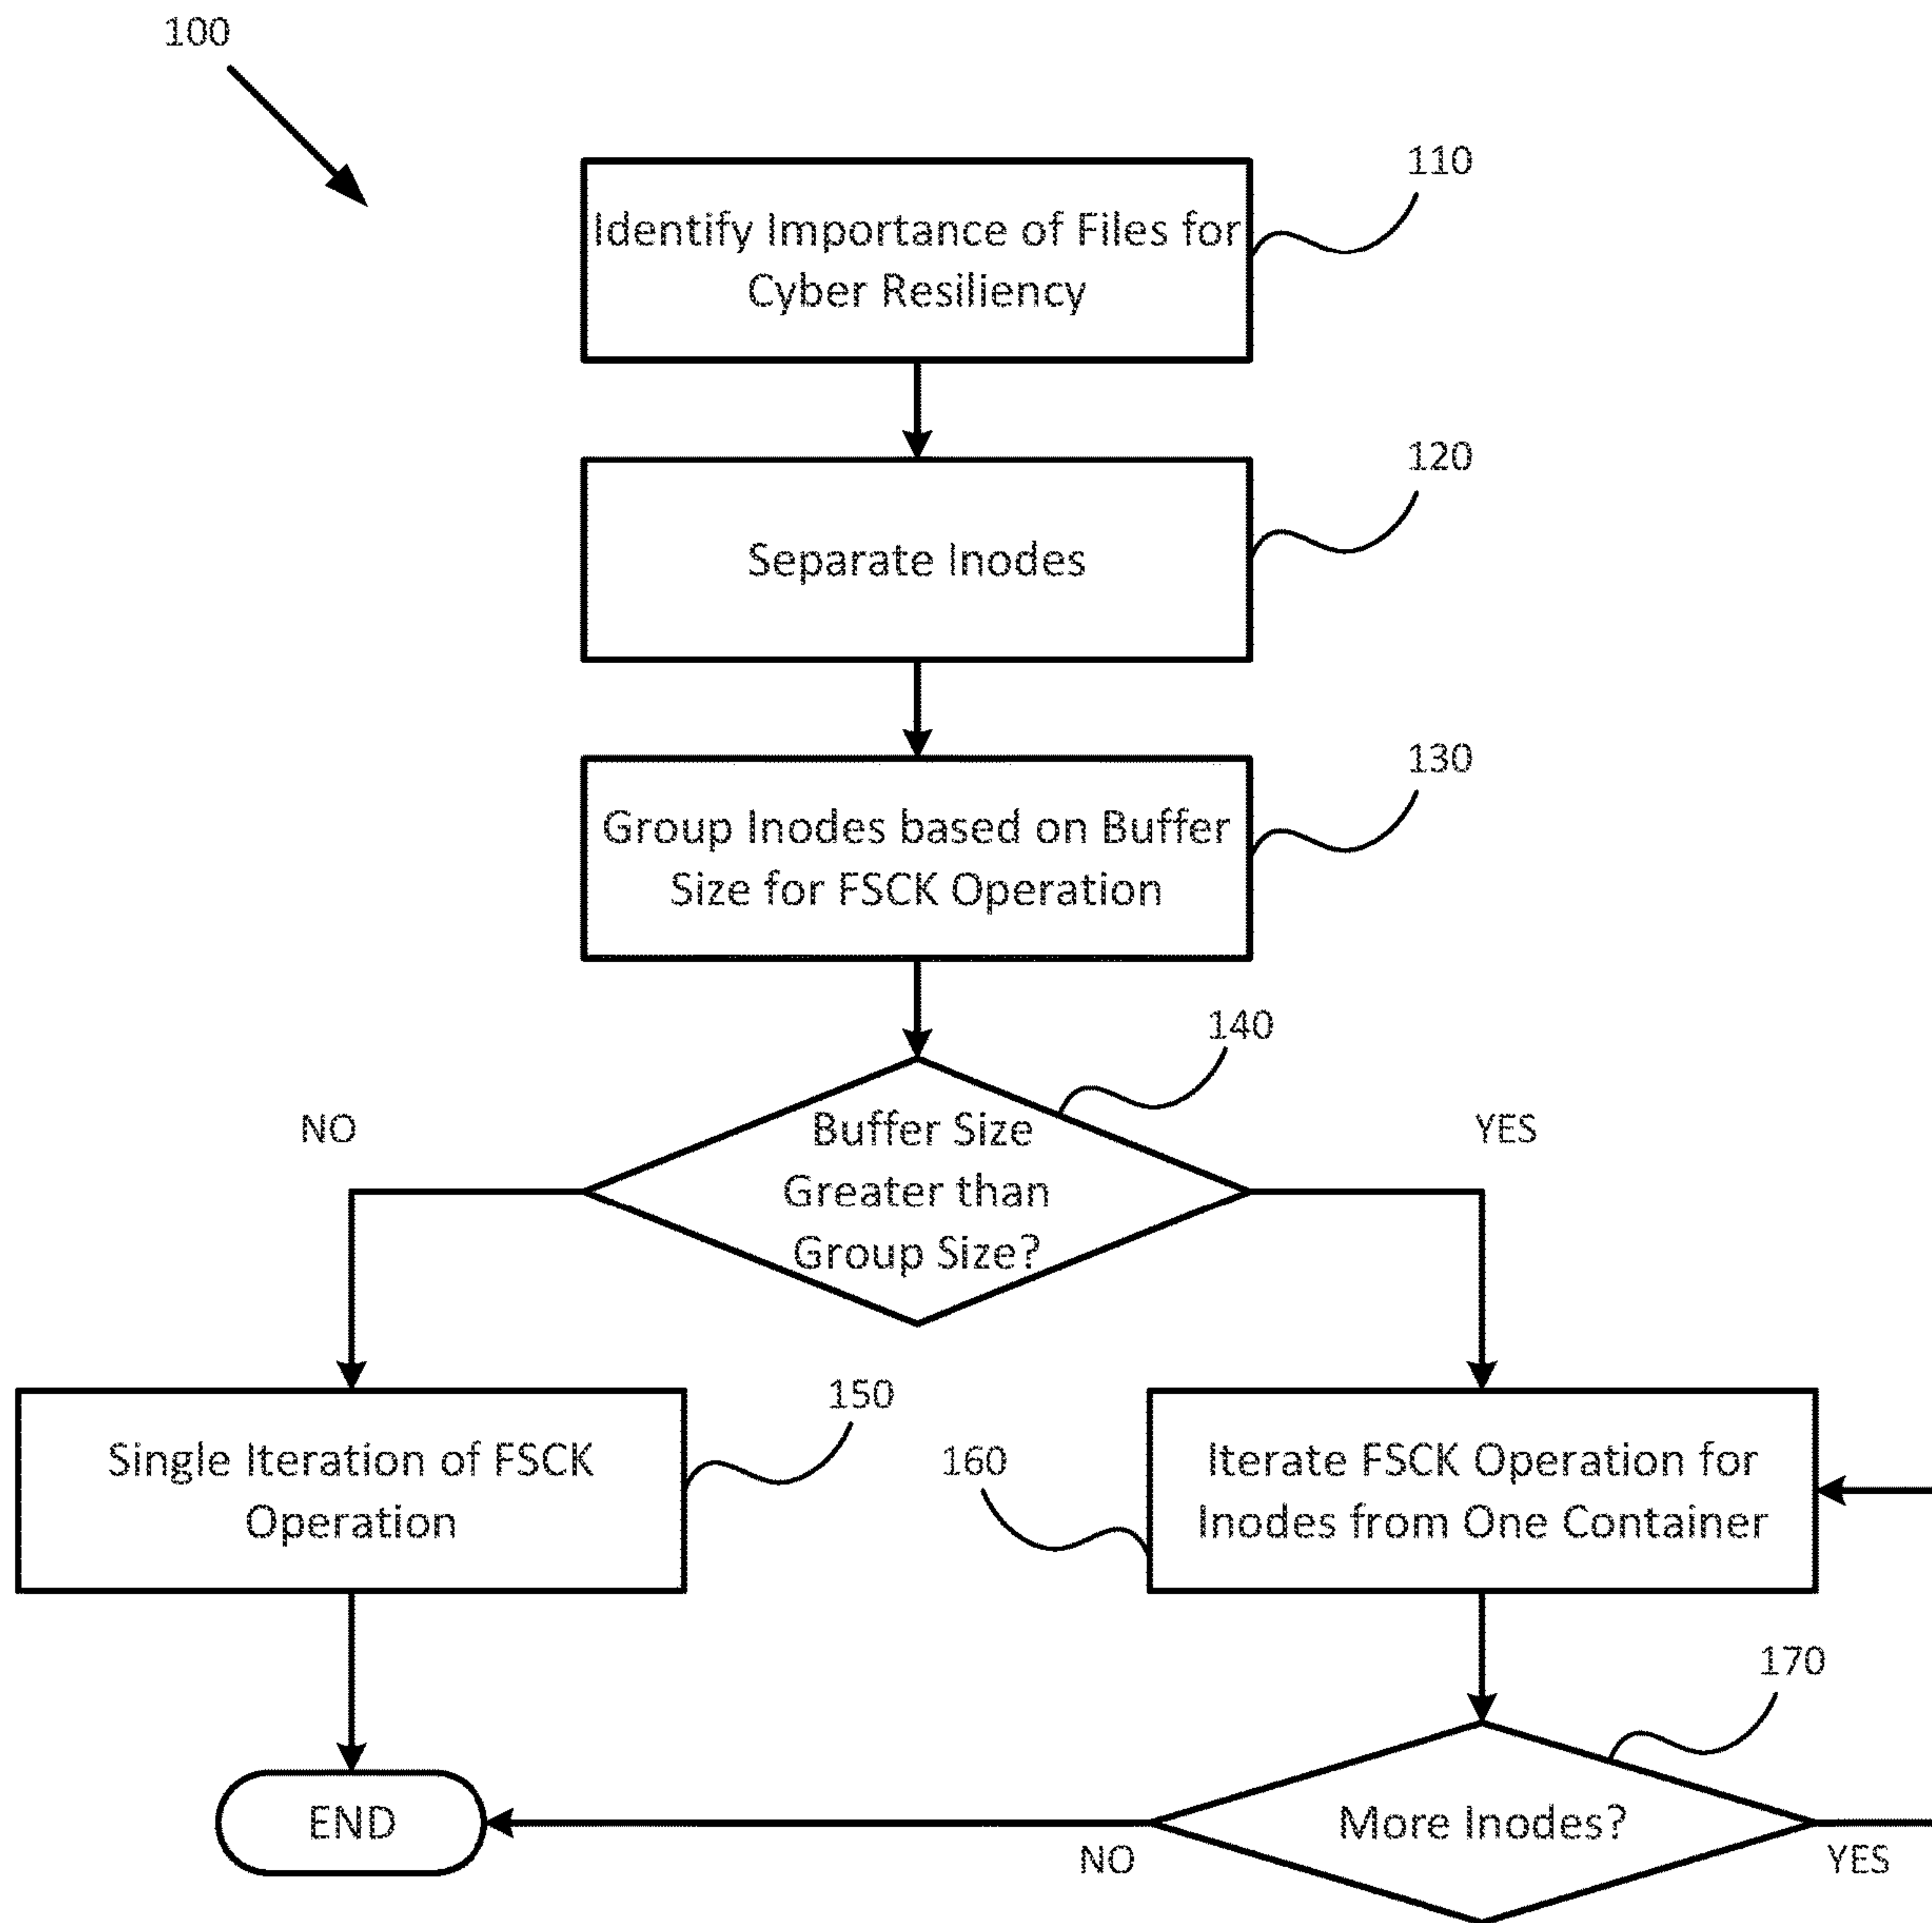 100
110
Identify Importance of Files for
Cyber Resiliency
120
Separate Inodes
130
Group Inodes based on Buffer
Size for FSCK Operation
140
NO
YES
Buffer Size
Greater than
Group Size?
150
Single Iteration of FSCK
Operation
160
Iterate FSCK Operation for
Inodes from One Container
170
END
More Inodes?
NO
YES